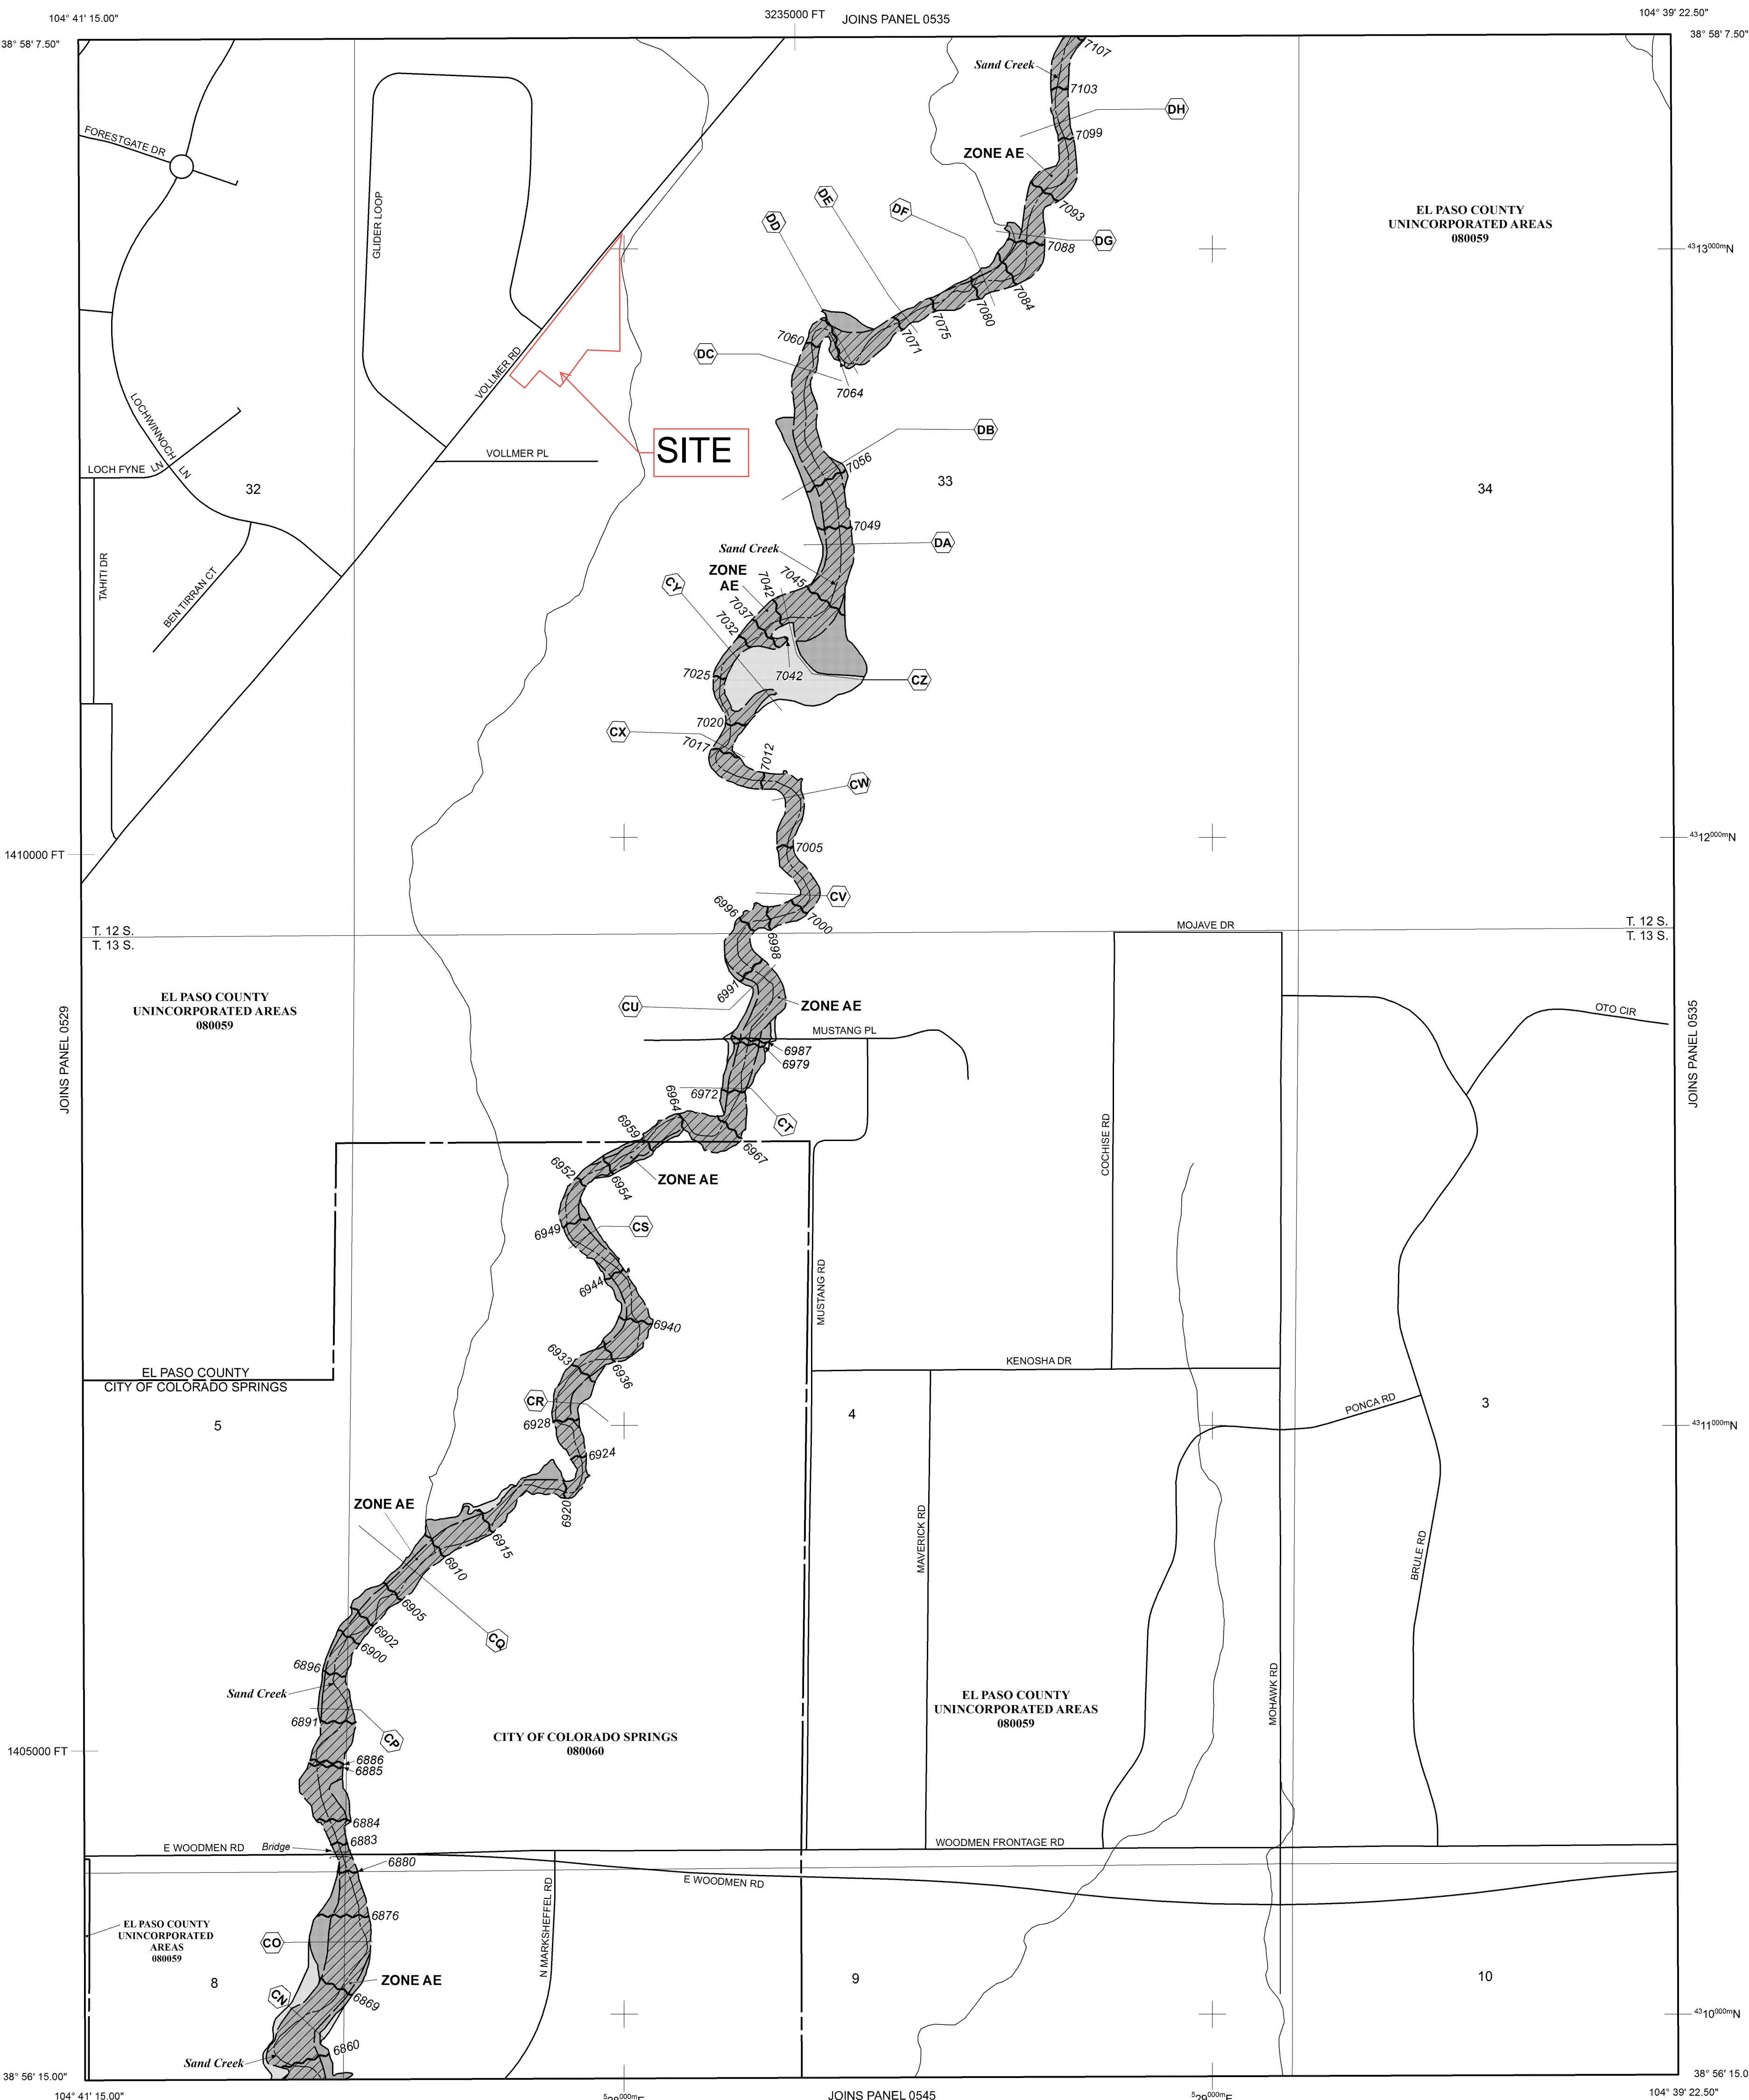 104° 41' 15.00"
3235000 FT
JOINS PANEL 0535
104° 39' 22.50"
38° 58' 7.50"
38° 58' 7.50"
7107
Sand Creek
7103
DH
7099
FORESTGATE DR
ZONE AE
GLIDER LOOP
DE
DF
7093
DD
EL PASO COUNTY
UNINCORPORATED AREAS
080059
DG
7088
4313000mN
7084
7080
7075
7071
7060
DC
VOLLMER RD
7064
LOCHWINNOCH LN
DB
SITE
VOLLMER PL
7056
LOCH FYNE LN
32
33
34
7049
DA
Sand Creek
TAHITI DR
ZONE
AE
BEN TIRRAN CT
CY
7042
7045
7037
7032
7025
7042
CZ
7020
CX
7017
7012
CW
4312000mN
7005
1410000 FT
CV
6996
7000
MOJAVE DR
T. 12 S.
T. 13 S.
T. 12 S.
T. 13 S.
6998
6991
EL PASO COUNTY
UNINCORPORATED AREAS
080059
CU
ZONE AE
OTO CIR
JOINS PANEL 0529
JOINS PANEL 0535
MUSTANG PL
6987
6979
6972
6964
CT
6959
6967
COCHISE RD
6952
6954
ZONE AE
6949
CS
6944
MUSTANG RD
6940
6933
6936
KENOSHA DR
EL PASO COUNTY
CITY OF COLORADO SPRINGS
CR
PONCA RD
3
4
5
6928
4311000mN
6924
ZONE AE
6920
6915
MAVERICK RD
BRULE RD
6910
6905
6902
6900
CQ
6896
Sand Creek
MOHAWK RD
EL PASO COUNTY
UNINCORPORATED AREAS
080059
6891
CP
CITY OF COLORADO SPRINGS
080060
1405000 FT
6886
6885
6884
6883
E WOODMEN RD
Bridge
WOODMEN FRONTAGE RD
6880
E WOODMEN RD
6876
N MARKSHEFFEL RD
EL PASO COUNTY
UNINCORPORATED
AREAS
080059
CO
8
ZONE AE
9
10
CN
6869
4310000mN
6860
Sand Creek
38° 56' 15.00"
38° 56' 15.0
104° 41' 15.00"
528000mE
JOINS PANEL 0545
529000mE
104° 39' 22.50"